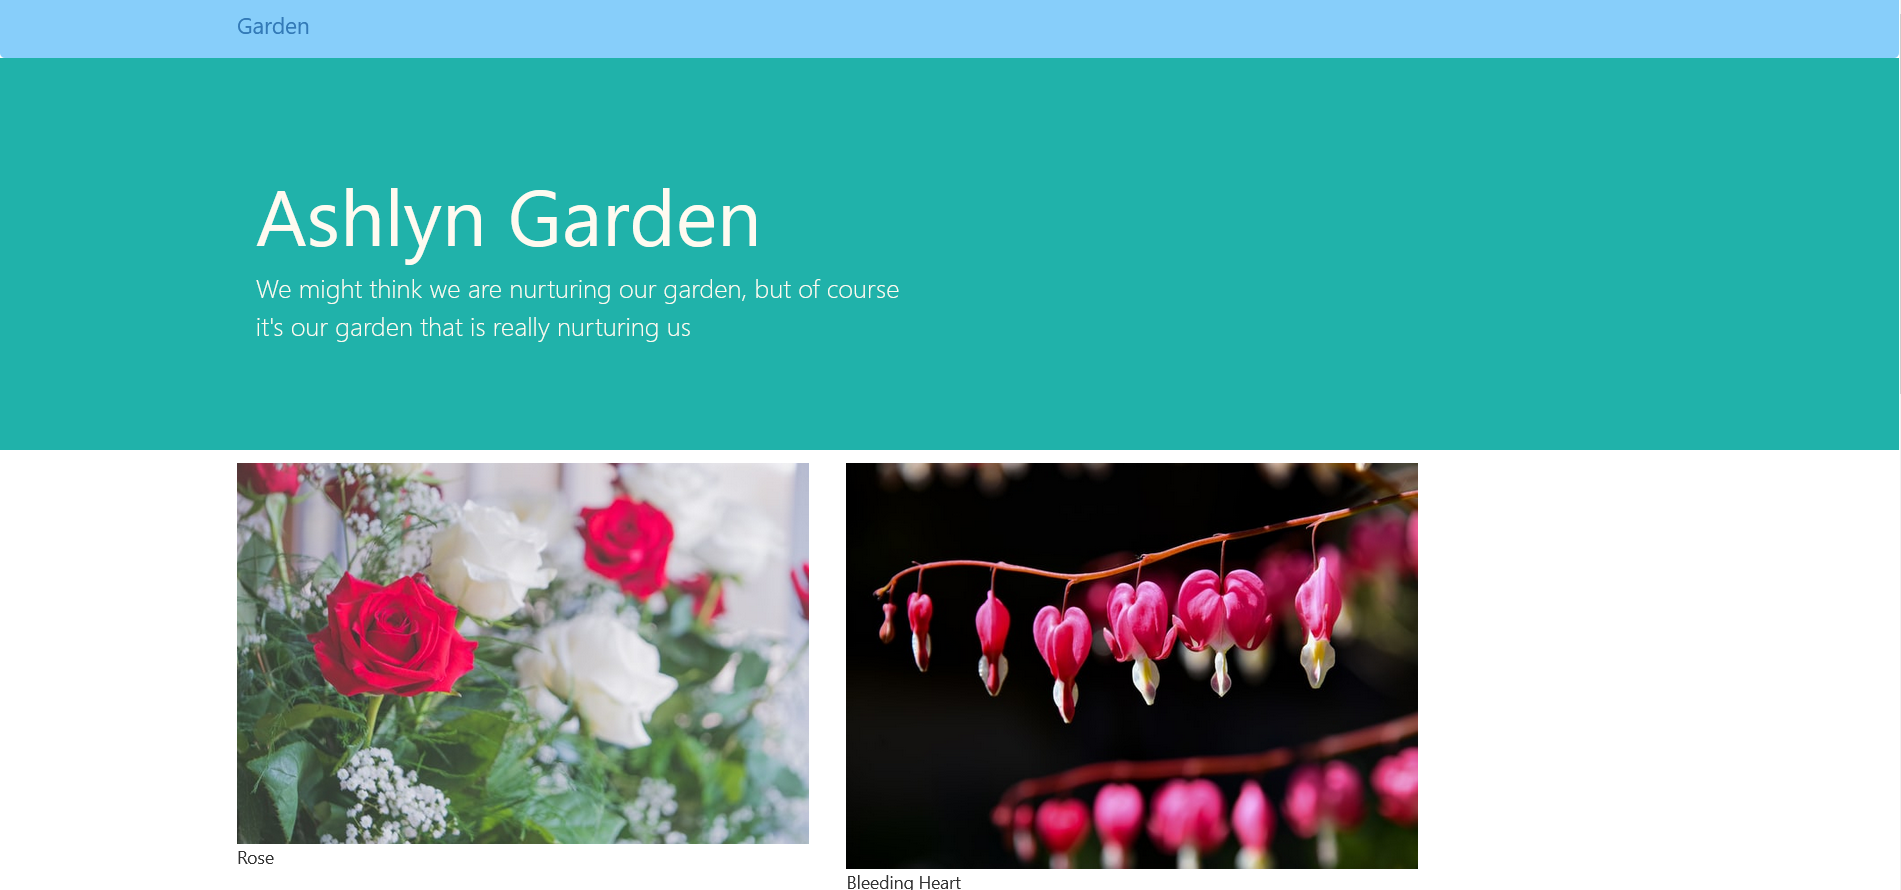 Garden
Ashlyn Garden
We might think we are nurturing our garden, but of course
it's our garden that is really nurturing us
Rose
Bleeding Heart